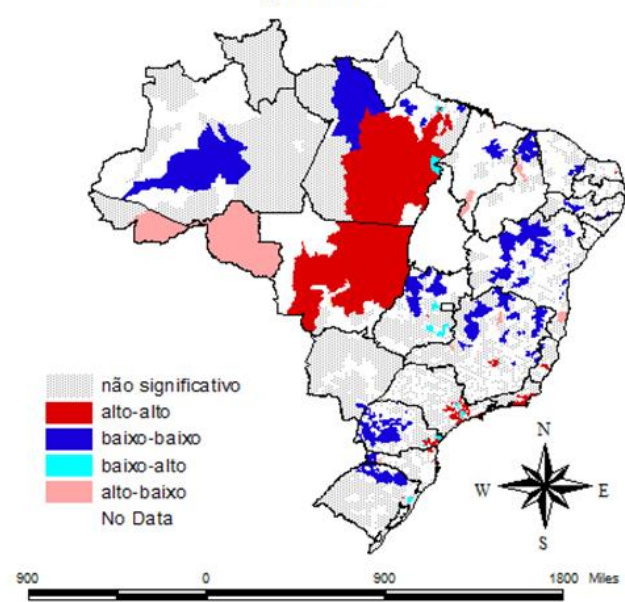 não significativo
alto-alto
baixo-baixo
baixo-alto
alto-baixo
No Data
N
W E
S
900 0 900 1800 Miles